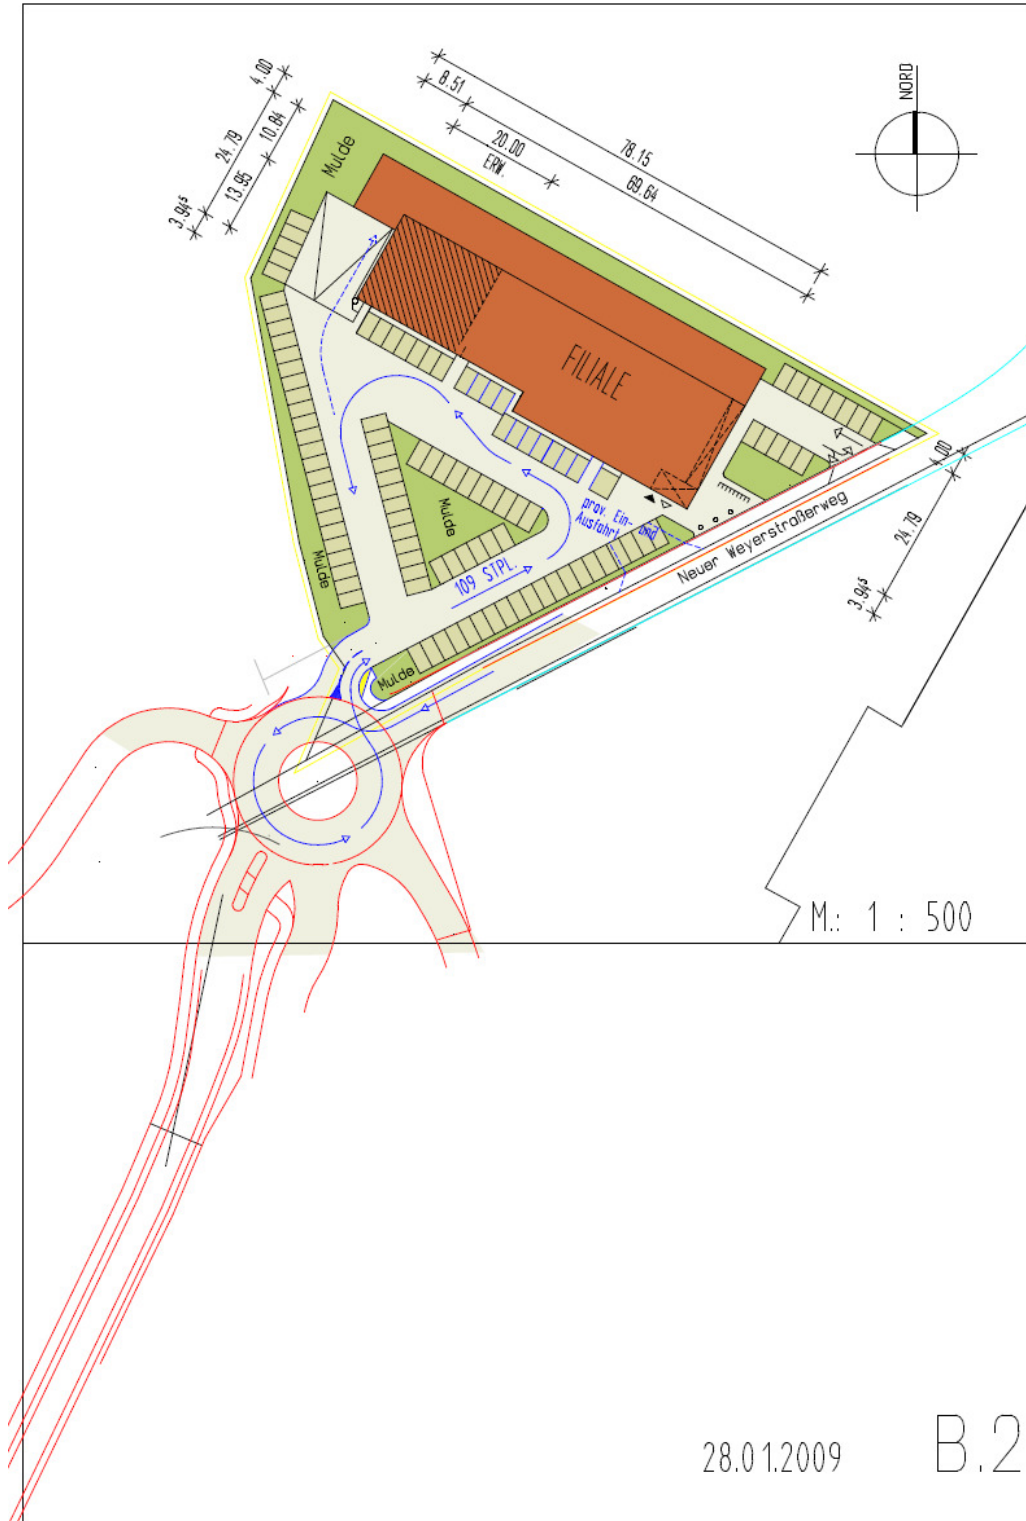 4.00
24.79
10.84
13.95
3.94⁵
Mulde
8.51
78.15
20.00
69.64
ERW.
NORD
FILIALE
4.00
24.79
3.94⁵
prov. Ein- und
Ausfahrt
Neuer Weyerstraßerweg
Mulde
Mulde
109 STPL.
Mulde
M.: 1 : 500
28.01.2009
B.2